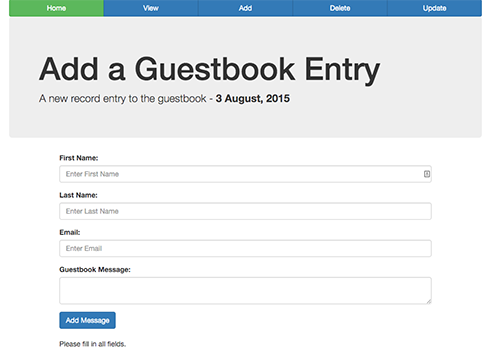 Home View Add Delete Update
Add a Guestbook Entry
A new record entry to the guestbook - 3 August, 2015
First Name:
Enter First Name
Last Name:
Enter Last Name
Email:
Enter Email
Guestbook Message:
Add Message
Please fill in all fields.